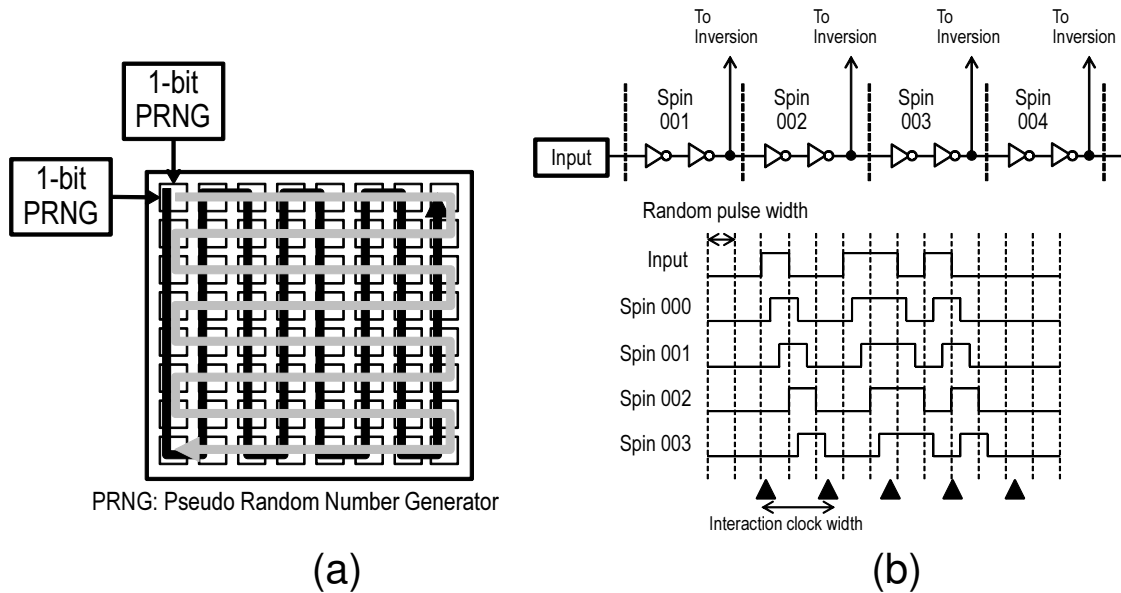 1-bit
PRNG
1-bit
PRNG
PRNG: Pseudo Random Number Generator
(a)
To
Inversion
To
Inversion
To
Inversion
To
Inversion
Spin
001
Spin
002
Spin
003
Spin
004
Input
Random pulse width
Input
Spin 000
Spin 001
Spin 002
Spin 003
Interaction clock width
(b)